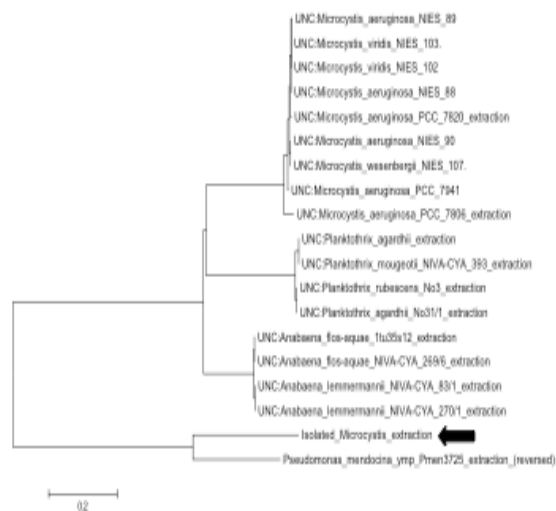 UNC:Microcystis_aeruginosa_NIES_89
UNC:Microcystis_viridis_NIES_103.
UNC:Microcystis_viridis_NIES_102
UNC:Microcystis_aeruginosa_NIES_88
UNC:Microcystis_aeruginosa_PCC_7820_extraction
UNC:Microcystis_aeruginosa_NIES_90
UNC:Microcystis_wesenbergii_NIES_107.
UNC:Microcystis_aeruginosa_PCC_7941
UNC:Microcystis_aeruginosa_PCC_7806_extraction
UNC:Planktothrix_agardhii_extraction
UNC:Planktothrix_mougeotii_NIVA-CYA_393_extraction
UNC:Planktothrix_rubescens_No3_extraction
UNC:Planktothrix_agardhii_No31/1_extraction
UNC:Anabaena_flos-aquae_1tu35x12_extraction
UNC:Anabaena_flos-aquae_NIVA-CYA_269/6_extraction
UNC:Anabaena_lemmermannii_NIVA-CYA_83/1_extraction
UNC:Anabaena_lemmermannii_NIVA-CYA_270/1_extraction
Isolated_Microcystis_extraction
Pseudomonas_mendocina_ymp_Pmen3725_extraction_(reversed)
0.2